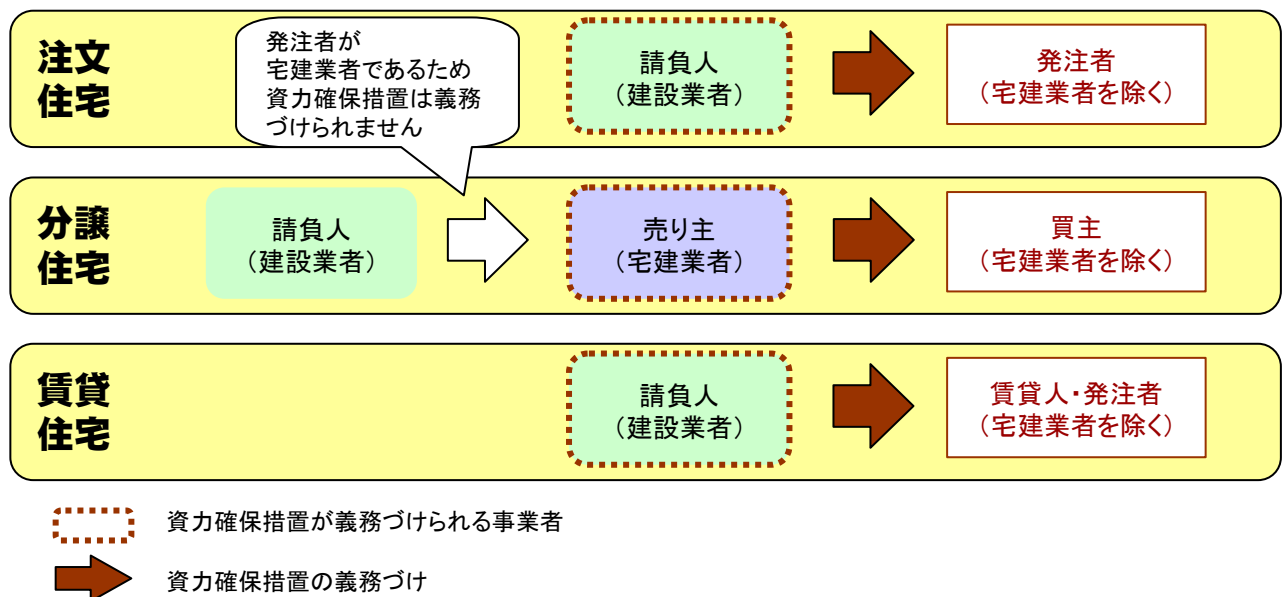 注文
住宅
発注者が
宅建業者であるため
資力確保措置は義務
づけられません
請負人
（建設業者）
発注者
（宅建業者を除く）
分譲
住宅
請負人
（建設業者）
売り主
（宅建業者）
買主
（宅建業者を除く）
賃貸
住宅
請負人
（建設業者）
賃貸人・発注者
（宅建業者を除く）
資力確保措置が義務づけられる事業者
資力確保措置の義務づけ